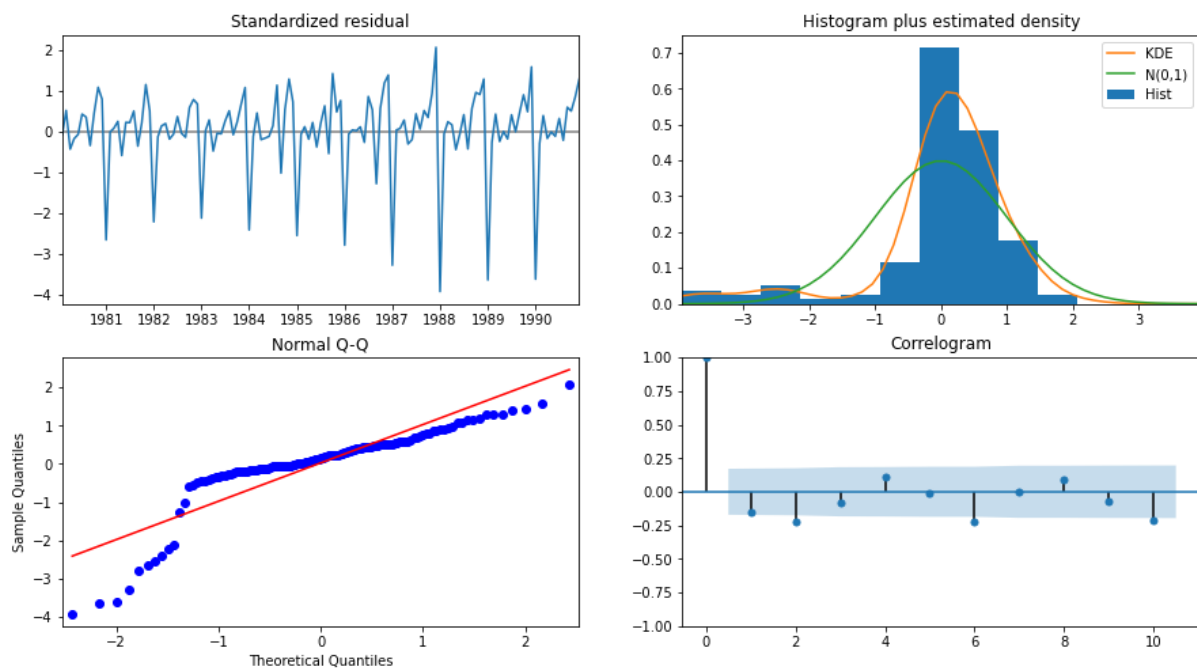 Standardized residual
2
1
0
−1
−2
−3
−4
1981 1982 1983 1984 1985 1986 1987 1988 1989 1990
Histogram plus estimated density
0.7
0.6
0.5
0.4
0.3
0.2
0.1
0.0
KDE
N(0,1)
Hist
−3 −2 −1 0 1 2 3
Normal Q-Q
Sample Quantiles
2
1
0
−1
−2
−3
−4
−2 −1 0 1 2
Theoretical Quantiles
Correlogram
1.00
0.75
0.50
0.25
0.00
−0.25
−0.50
−0.75
−1.00
0 2 4 6 8 10